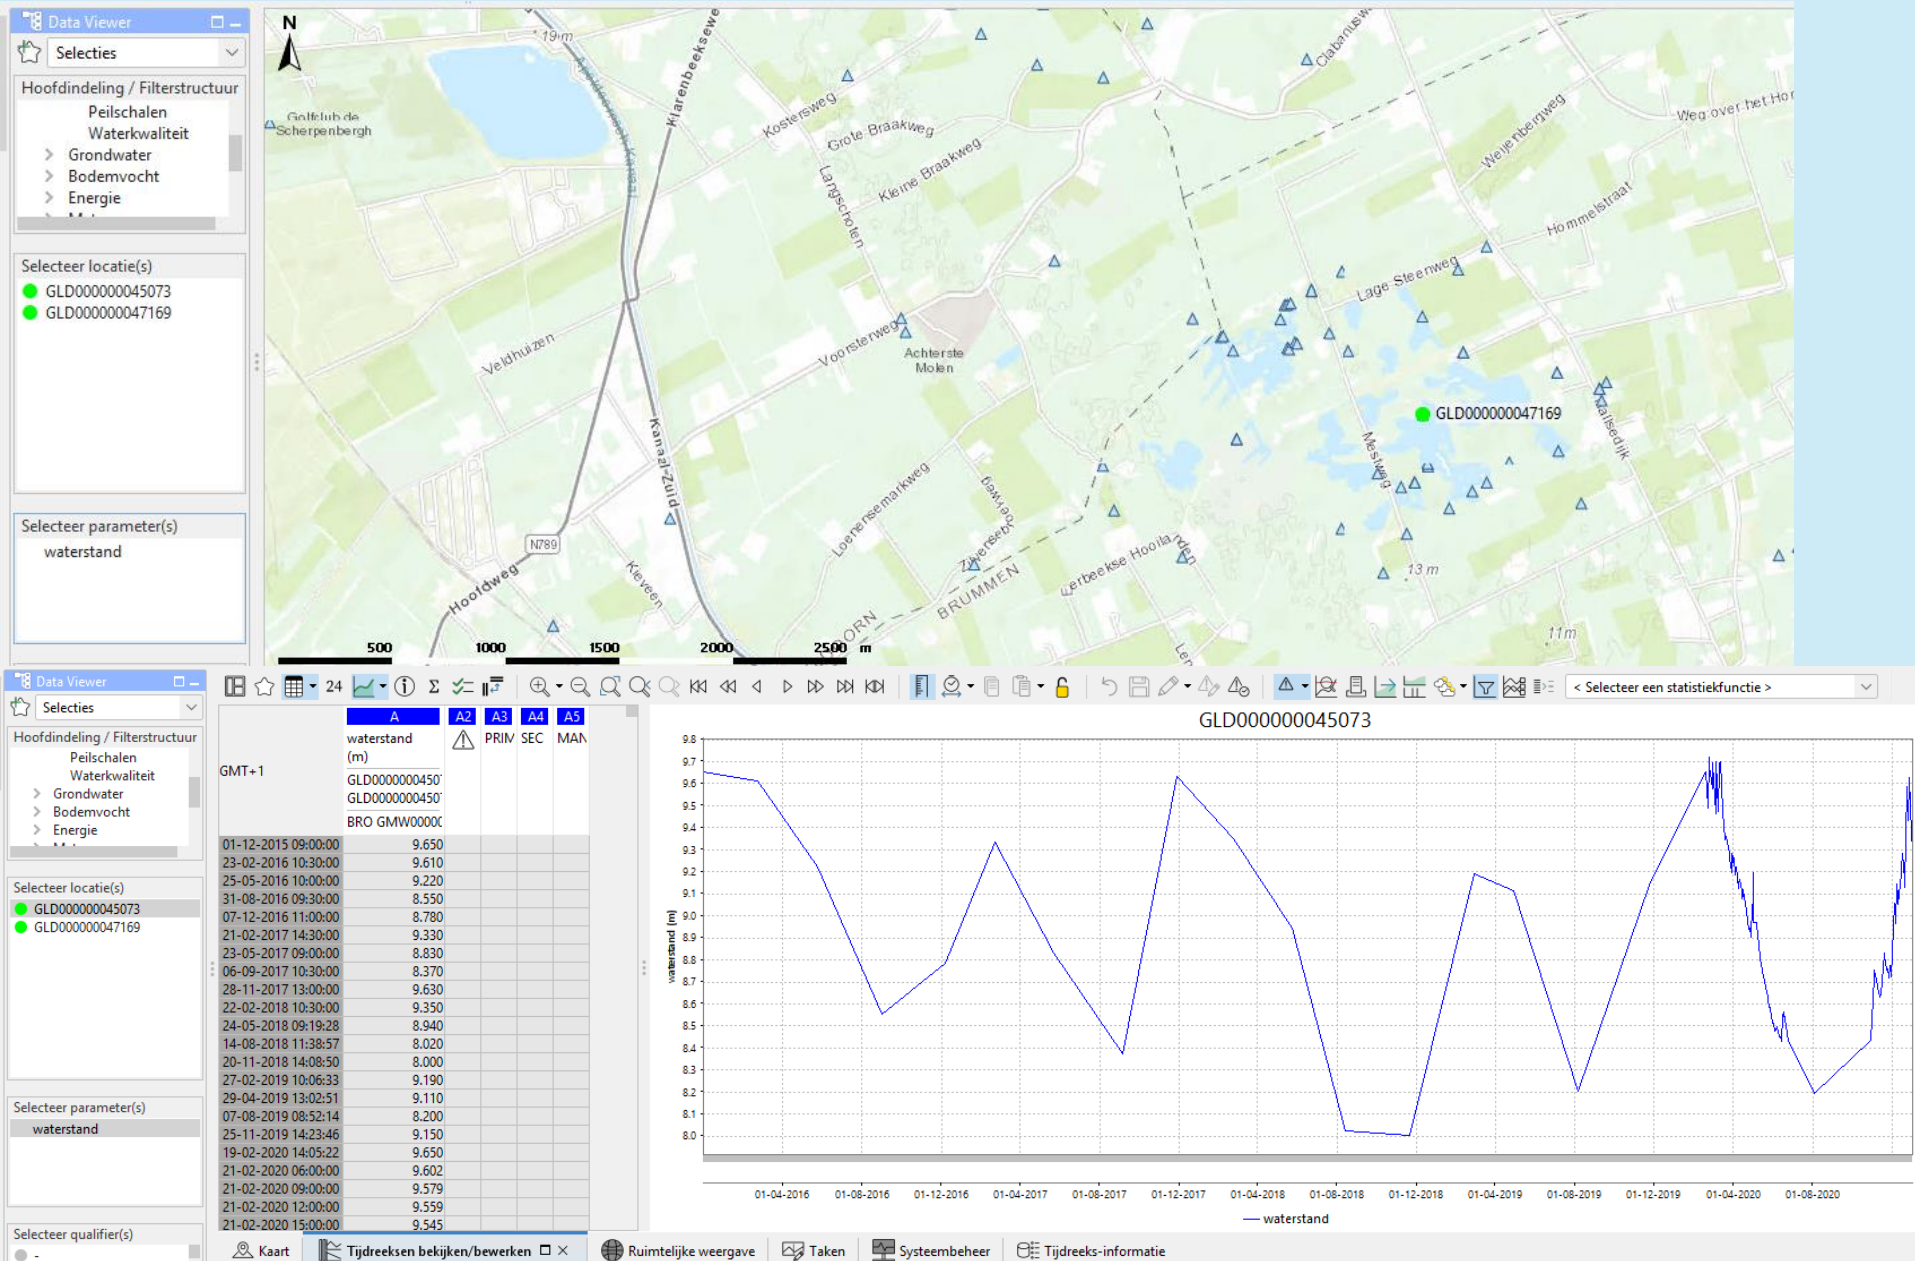 Data Viewer
Selecties
Hoofdindeling / Filterstructuur
Peilschalen
Waterkwaliteit
Grondwater
Bodemvocht
Energie
Selecteer locatie(s)
GLD000000045073
GLD000000047169
Selecteer parameter(s)
waterstand
N
19 m
Apeldoornsch Kanaal
Klarenbeekseweg
Clabanusweg
Golfclub de
Scherpenbergh
Kostersweg
Grote Braakweg
Kleine Braakweg
Langschoten
Weijenbergweg
Weg over het Hor
Hommelstraat
Lage Steenweg
Veldhuizen
Voorsterweg
Achterste
Molen
GLD000000047169
Mestweg
Kanaal-Zuid
Loenensemarkweg
N789
Hoofdweg
Kieveen
BRUMMEN
Eerbeekse Hooilanden
13 m
11m
500
1000
1500
2000
2500 m
Data Viewer
Selecties
Hoofdindeling / Filterstructuur
Peilschalen
Waterkwaliteit
Grondwater
Bodemvocht
Energie
Selecteer locatie(s)
GLD000000045073
GLD000000047169
Selecteer parameter(s)
waterstand
Selecteer qualifier(s)
-
24
< Selecteer een statistiekfunctie >
A A2 A3 A4 A5
waterstand PRIM SEC MAN
(m)
GMT+1
GLD0000000450
GLD0000000450
BRO GMW0000
01-12-2015 09:00:00 9.650
23-02-2016 10:30:00 9.610
25-05-2016 10:00:00 9.220
31-08-2016 09:30:00 8.550
07-12-2016 11:00:00 8.780
21-02-2017 14:30:00 9.330
23-05-2017 09:00:00 8.830
06-09-2017 10:30:00 8.370
28-11-2017 13:00:00 9.630
22-02-2018 10:30:00 9.350
24-05-2018 09:19:28 8.940
14-08-2018 11:38:57 8.020
20-11-2018 14:08:50 8.000
27-02-2019 10:06:33 9.190
29-04-2019 13:02:51 9.110
07-08-2019 08:52:14 8.200
25-11-2019 14:23:46 9.150
19-02-2020 14:05:22 9.650
21-02-2020 06:00:00 9.602
21-02-2020 09:00:00 9.579
21-02-2020 12:00:00 9.559
21-02-2020 15:00:00 9.545
GLD000000045073
9.8
9.7
9.6
9.5
9.4
9.3
9.2
9.1
9.0
8.9
8.8
8.7
8.6
8.5
8.4
8.3
8.2
8.1
8.0
waterstand (m)
01-04-2016 01-08-2016 01-12-2016 01-04-2017 01-08-2017 01-12-2017 01-04-2018 01-08-2018 01-12-2018 01-04-2019 01-08-2019 01-12-2019 01-04-2020 01-08-2020
waterstand
Kaart
Tijdreeksen bekijken/bewerken
Ruimtelijke weergave
Taken
Systeembeheer
Tijdreeks-informatie